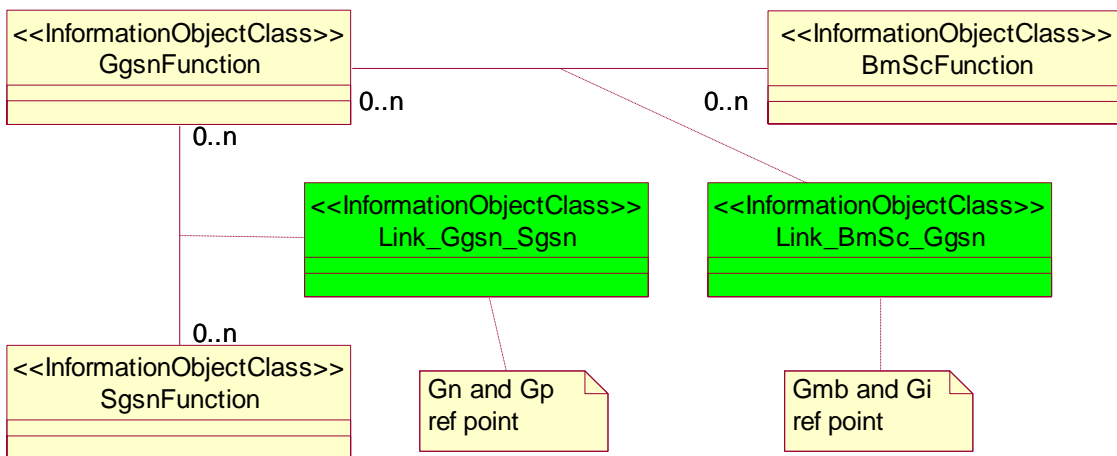 <<InformationObjectClass>>
GgsnFunction
<<InformationObjectClass>>
BmScFunction
0..n
0..n
0..n
<<InformationObjectClass>>
Link_Ggsn_Sgsn
<<InformationObjectClass>>
Link_BmSc_Ggsn
0..n
<<InformationObjectClass>>
SgsnFunction
Gn and Gp
ref point
Gmb and Gi
ref point